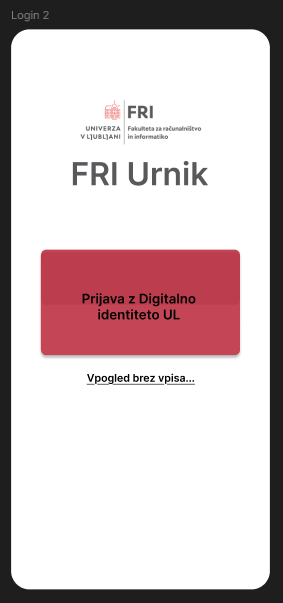 Login 2
FRI
UNIVERZA
V LJUBLJANI
Fakulteta za računalništvo
in informatiko
FRI Urnik
Prijava z Digitalno
identiteto UL
Vpogled brez vpisa...